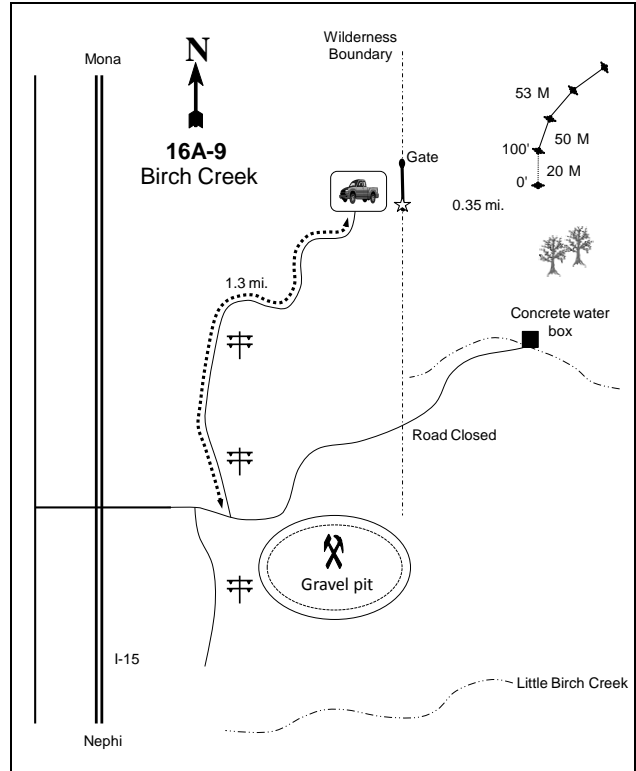 Wilderness
Boundary
Mona
N
16A-9
Birch Creek
53 M
50 M
100'
20 M
0'
Gate
0.35 mi.
1.3 mi.
Concrete water
box
Road Closed
Gravel pit
I-15
Little Birch Creek
Nephi